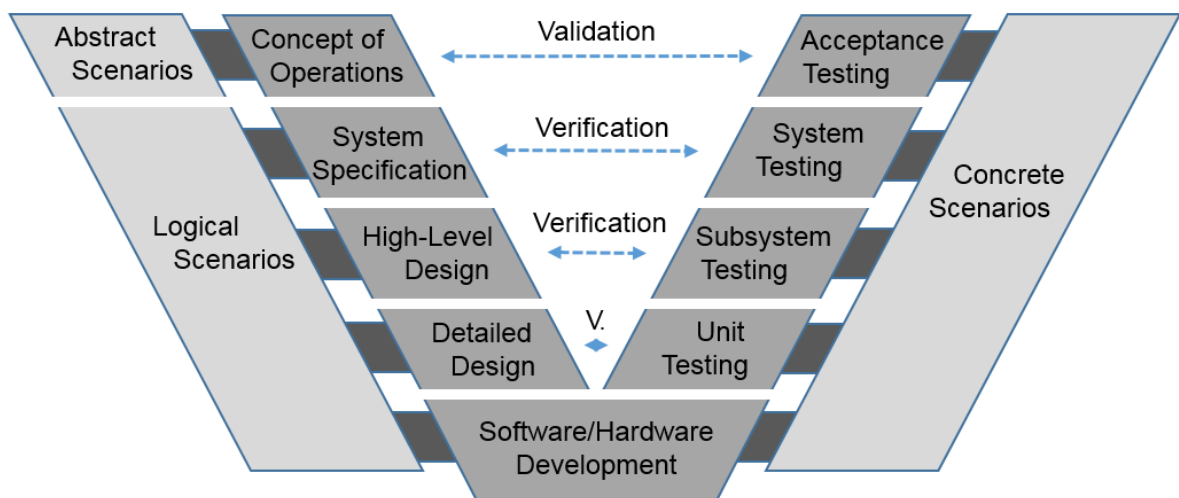 Abstract
Scenarios
Concept of
Operations
Validation
Acceptance
Testing
System
Specification
Verification
System
Testing
Logical
Scenarios
High-Level
Design
Verification
Subsystem
Testing
Concrete
Scenarios
Detailed
Design
V.
Unit
Testing
Software/Hardware
Development